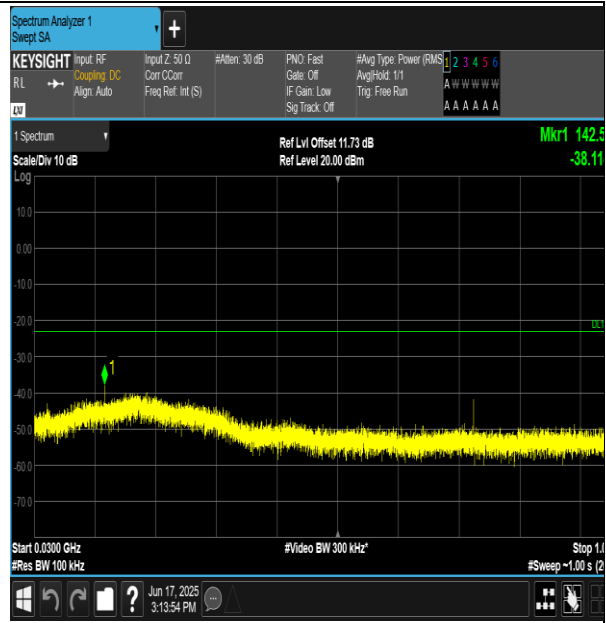 Spectrum Analyzer 1
Swept SA
+
KEYSIGHT
RL
LXI
Input: RF
Coupling: DC
Align: Auto
Input Z: 50 Ω
Corr CCorr
Freq Ref: Int (S)
#Atten: 30 dB
PNO: Fast
Gate: Off
IF Gain: Low
Sig Track: Off
#Avg Type: Power (RMS
Avg|Hold: 1/1
Trig: Free Run
1 2 3 4 5 6
A W W W W W
A A A A A A
1 Spectrum
Scale/Div 10 dB
Log
Ref Lvl Offset 11.73 dB
Ref Level 20.00 dBm
Mkr1 142.5
-38.11
10.0
0.00
-10.0
-20.0
-30.0
-40.0
-50.0
-60.0
-70.0
DL1
1
Start 0.0300 GHz
#Res BW 100 kHz
#Video BW 300 kHz*
Stop 1.0
#Sweep ~1.00 s (20
?
Jun 17, 2025
3:13:54 PM